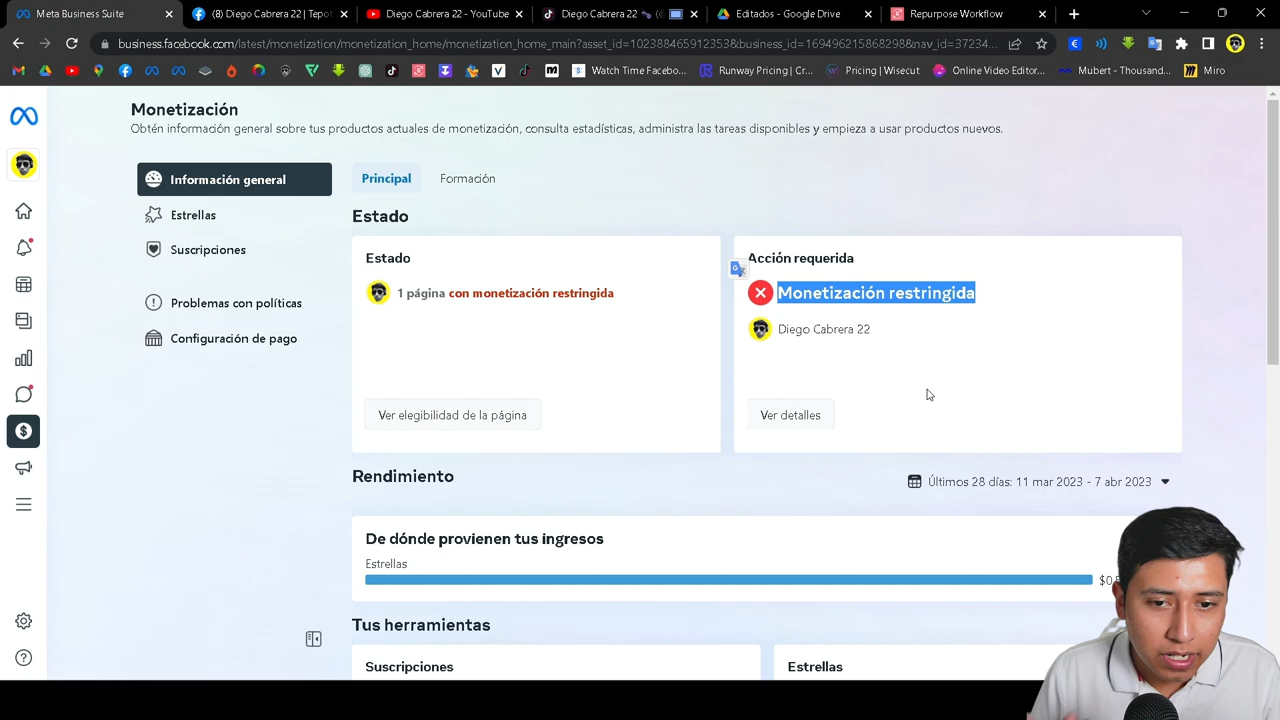 Meta Business Suite
(8) Diego Cabrera 22 | Tepot
Diego Cabrera 22 - YouTube
Diego Cabrera 22
Editados - Google Drive
Repurpose Workflow
business.facebook.com/latest/monetization/monetization_home/monetization_home_main?asset_id=102388465912353&business_id=169496215868298&nav_id=37234...
Watch Time Facebo...
Runway Pricing | Cr...
Pricing | Wisecut
Online Video Editor...
Mubert - Thousand...
Miro
Monetización
Obtén información general sobre tus productos actuales de monetización, consulta estadísticas, administra las tareas disponibles y empieza a usar productos nuevos.
Información general
Estrellas
Suscripciones
Problemas con políticas
Configuración de pago
Principal
Formación
Estado
Estado
1 página con monetización restringida
Ver elegibilidad de la página
Acción requerida
Monetización restringida
Diego Cabrera 22
Ver detalles
Rendimiento
Últimos 28 días: 11 mar 2023 - 7 abr 2023
De dónde provienen tus ingresos
Estrellas
Tus herramientas
Suscripciones
Estrellas